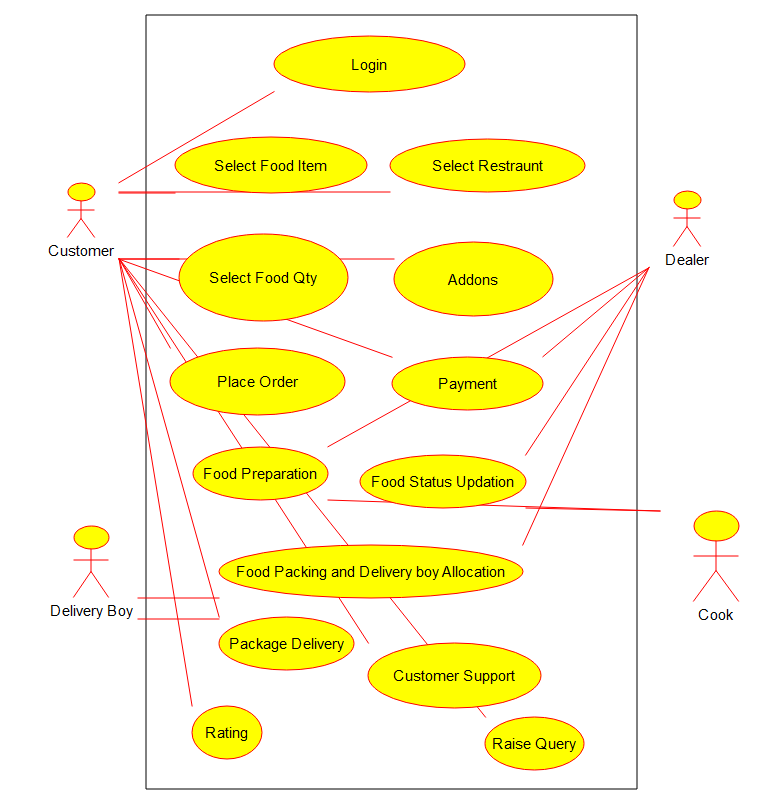 Login
Select Food Item
Select Restraunt
Customer
Dealer
Select Food Qty
Addons
Place Order
Payment
Food Preparation
Food Status Updation
Food Packing and Delivery boy Allocation
Delivery Boy
Cook
Package Delivery
Customer Support
Rating
Raise Query